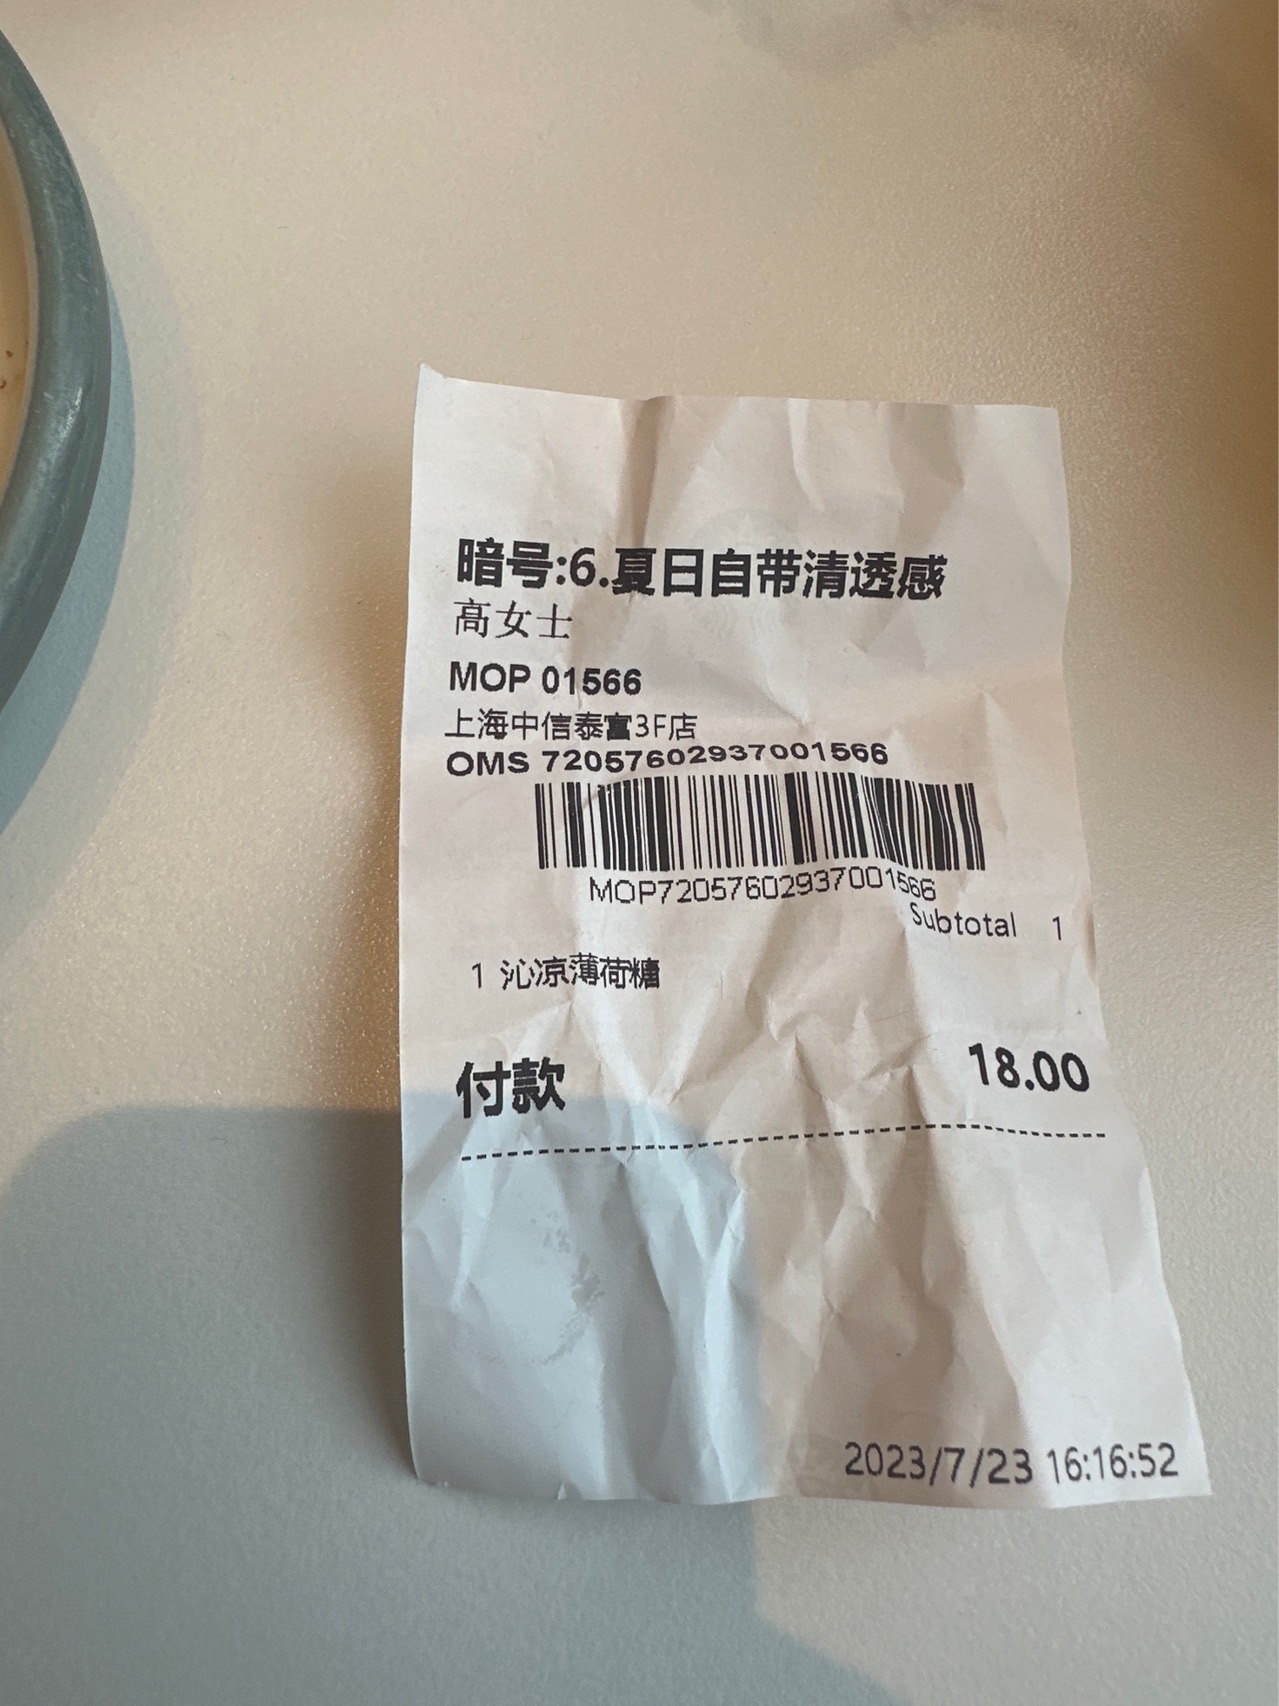 暗号:6.夏日自带清透感
高女士
MOP 01566
上海中信泰富3F店
OMS 72057602937001566
MOP72057602937001566
Subtotal 1
1 沁凉薄荷糖
付款 18.00
2023/7/23 16:16:52